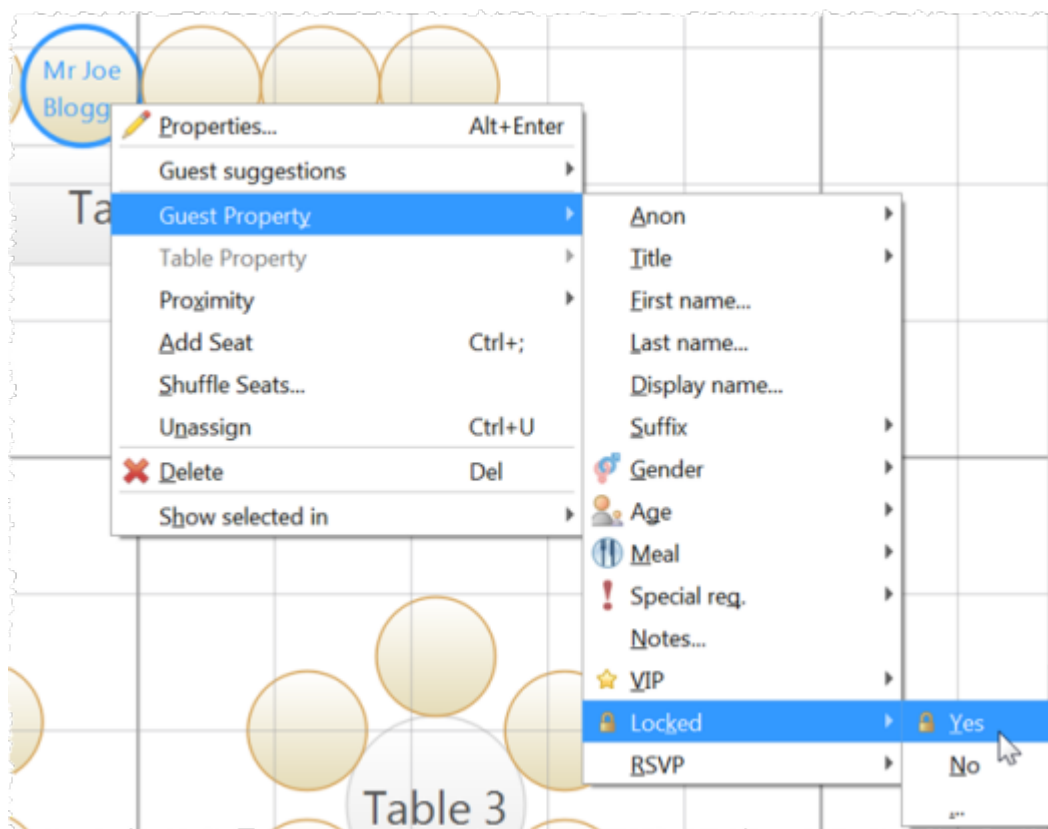 Mr Joe
Blogg
Properties... Alt+Enter
Guest suggestions
Guest Property
Table Property
Proximity
Add Seat Ctrl+;
Shuffle Seats...
Unassign Ctrl+U
Delete Del
Show selected in
Ta
Anon
Title
First name...
Last name...
Display name...
Suffix
Gender
Age
Meal
Special req.
Notes...
VIP
Locked
RSVP
Yes
No
...
Table 3